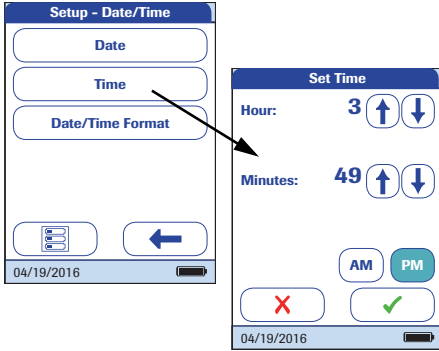 Setup - Date/Time
Date
Time
Date/Time Format
04/19/2016
Set Time
Hour: 3
Minutes: 49
AM PM
04/19/2016